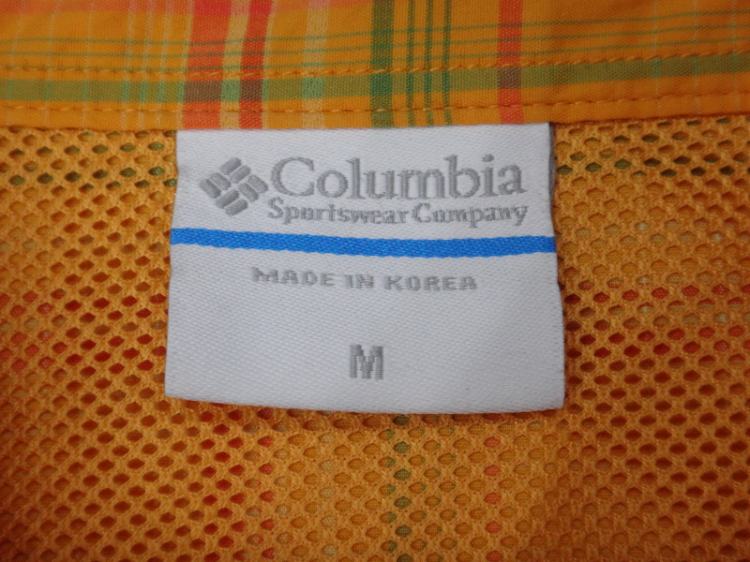 Columbia
Sportswear Company
MADE IN KOREA
M